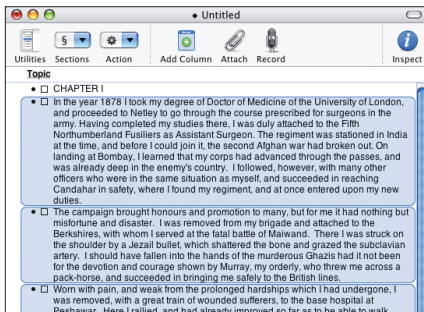 Untitled
§
Utilities Sections Action Add Column Attach Record Inspect
Topic
CHAPTER I
In the year 1878 I took my degree of Doctor of Medicine of the University of London,
and proceeded to Netley to go through the course prescribed for surgeons in the
army. Having completed my studies there, I was duly attached to the Fifth
Northumberland Fusiliers as Assistant Surgeon. The regiment was stationed in India
at the time, and before I could join it, the second Afghan war had broken out. On
landing at Bombay, I learned that my corps had advanced through the passes, and
was already deep in the enemy's country. I followed, however, with many other
officers who were in the same situation as myself, and succeeded in reaching
Candahar in safety, where I found my regiment, and at once entered upon my new
duties.
The campaign brought honours and promotion to many, but for me it had nothing but
misfortune and disaster. I was removed from my brigade and attached to the
Berkshires, with whom I served at the fatal battle of Maiwand. There I was struck on
the shoulder by a Jezail bullet, which shattered the bone and grazed the subclavian
artery. I should have fallen into the hands of the murderous Ghazis had it not been
for the devotion and courage shown by Murray, my orderly, who threw me across a
pack-horse, and succeeded in bringing me safely to the British lines.
Worn with pain, and weak from the prolonged hardships which I had undergone, I
was removed, with a great train of wounded sufferers, to the base hospital at
Peshawar. Here I rallied, and had already improved so far as to be able to walk